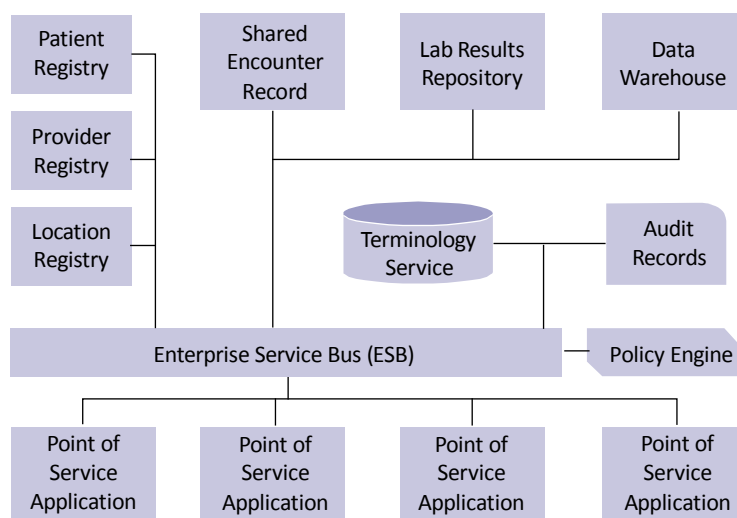 Patient
Registry
Shared
Encounter
Record
Lab Results
Repository
Data
Warehouse
Provider
Registry
Location
Registry
Terminology
Service
Audit
Records
Enterprise Service Bus (ESB)
Policy Engine
Point of
Service
Application
Point of
Service
Application
Point of
Service
Application
Point of
Service
Application